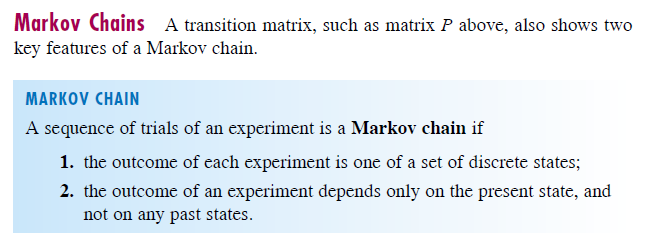 Markov Chains A transition matrix, such as matrix P above, also shows two
key features of a Markov chain.
MARKOV CHAIN
A sequence of trials of an experiment is a Markov chain if
1. the outcome of each experiment is one of a set of discrete states;
2. the outcome of an experiment depends only on the present state, and
not on any past states.